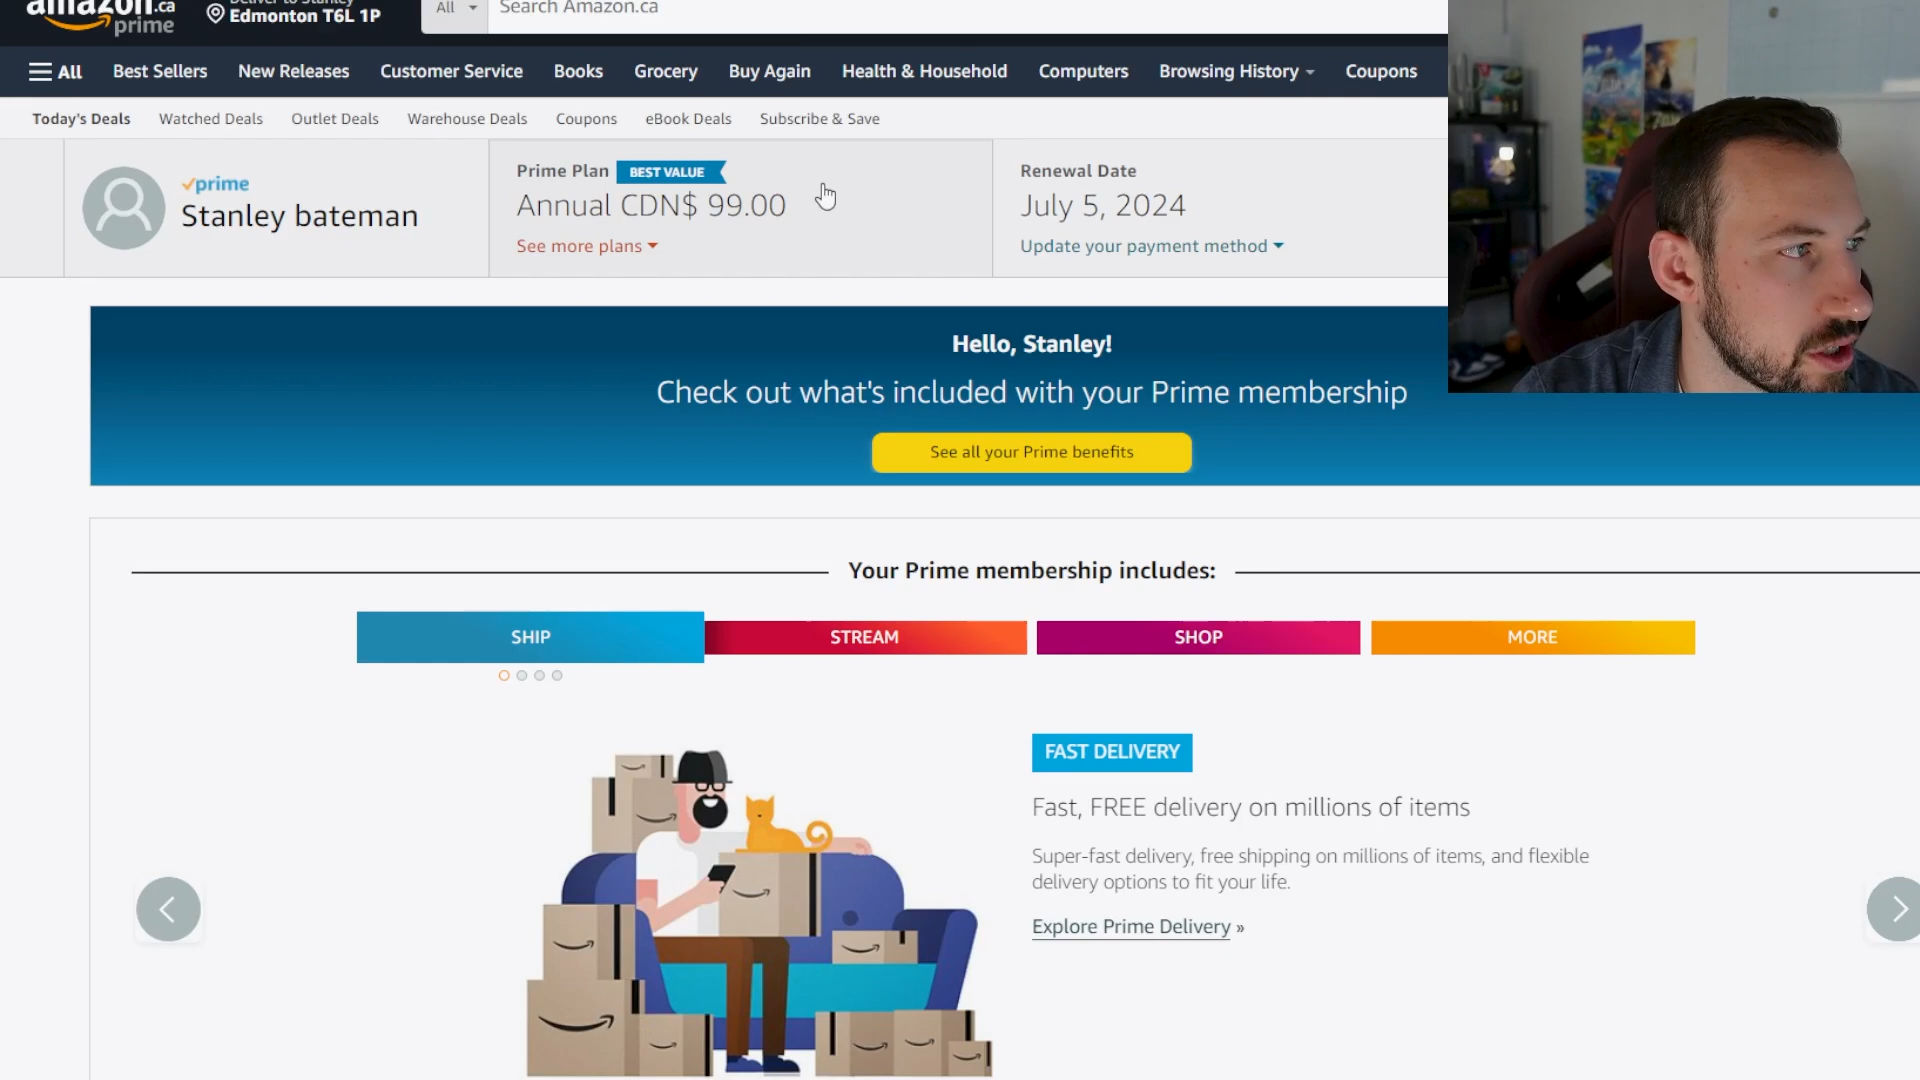 amazon.ca
prime
Deliver to Stanley
Edmonton T6L 1P
All
Search Amazon.ca
All
Best Sellers
New Releases
Customer Service
Books
Grocery
Buy Again
Health & Household
Computers
Browsing History
Coupons
Today's Deals
Watched Deals
Outlet Deals
Warehouse Deals
Coupons
eBook Deals
Subscribe & Save
prime
Stanley bateman
Prime Plan
BEST VALUE
Annual CDN$ 99.00
See more plans
Renewal Date
July 5, 2024
Update your payment method
Hello, Stanley!
Check out what's included with your Prime membership
See all your Prime benefits
Your Prime membership includes:
SHIP
STREAM
SHOP
MORE
FAST DELIVERY
Fast, FREE delivery on millions of items
Super-fast delivery, free shipping on millions of items, and flexible
delivery options to fit your life.
Explore Prime Delivery »